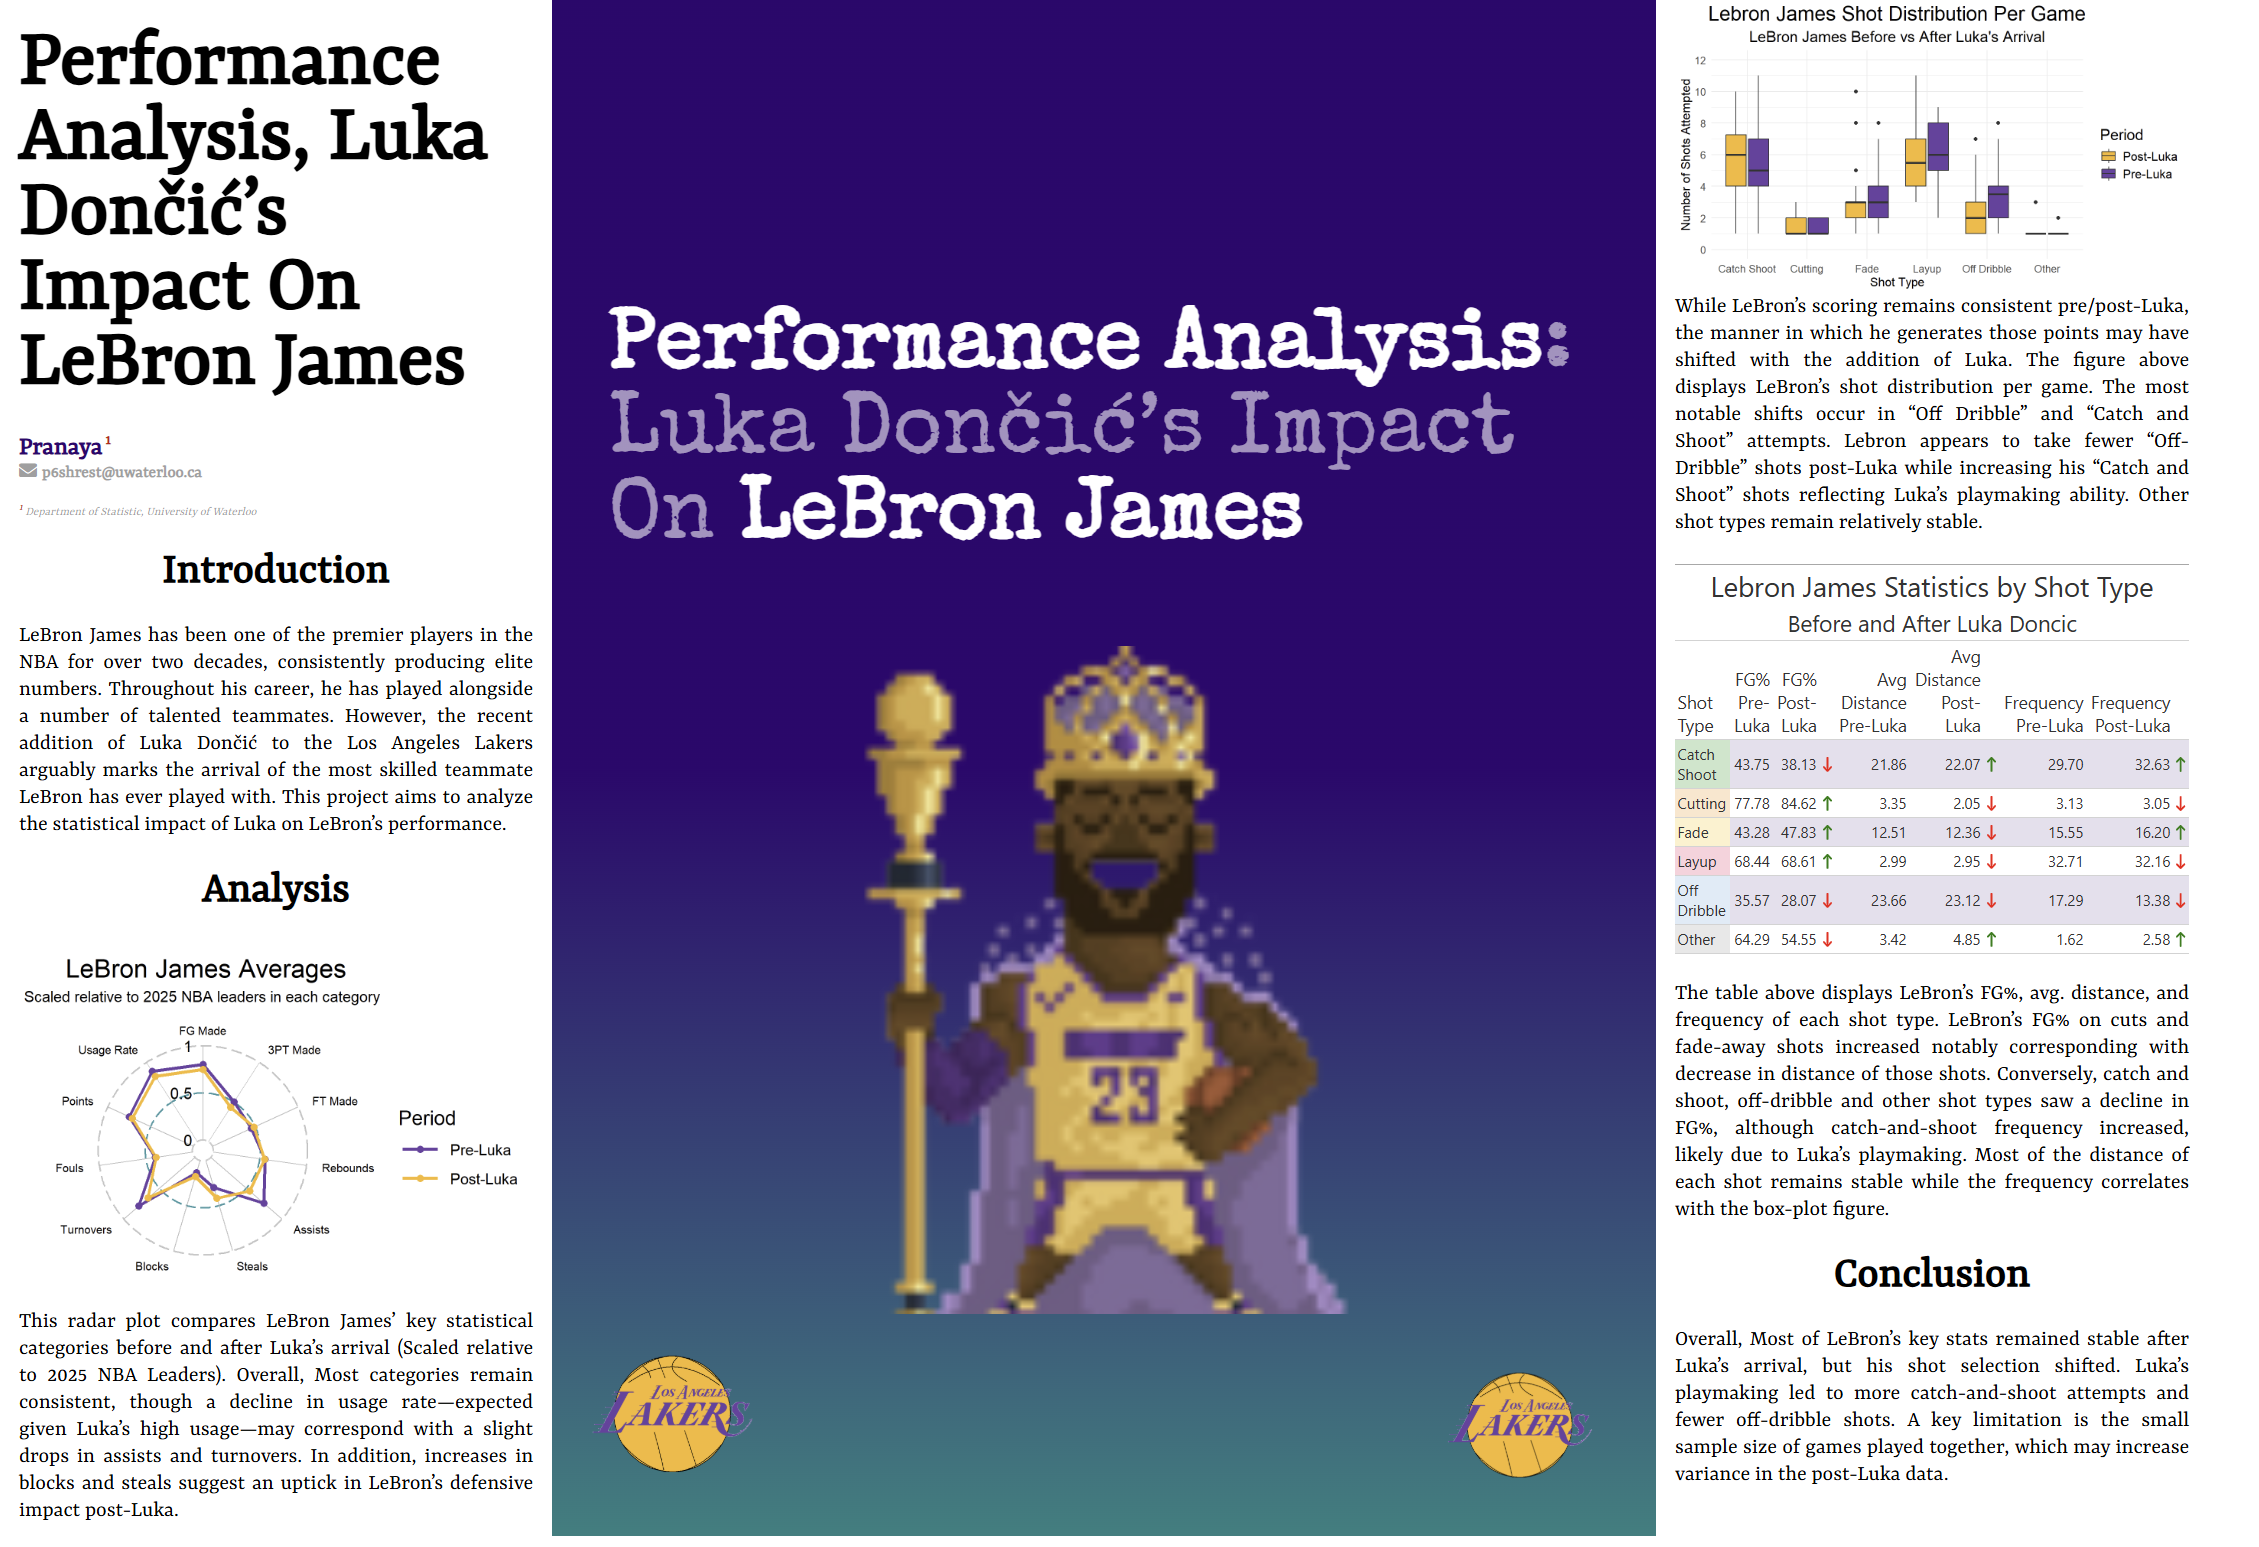 Performance
Analysis, Luka
Dončić’s
Impact On
LeBron James
Pranaya 1
p6shrest@uwaterloo.ca
1 Department of Statistic, University of Waterloo
Introduction
LeBron James has been one of the premier players in the
NBA for over two decades, consistently producing elite
numbers. Throughout his career, he has played alongside
a number of talented teammates. However, the recent
addition of Luka Dončić to the Los Angeles Lakers
arguably marks the arrival of the most skilled teammate
LeBron has ever played with. This project aims to analyze
the statistical impact of Luka on LeBron’s performance.
Analysis
LeBron James Averages
Scaled relative to 2025 NBA leaders in each category
FG Made
Usage Rate
1
3PT Made
0.5
Points
FT Made
Period
0
Pre-Luka
Fouls
Rebounds
Post-Luka
Turnovers
Assists
Blocks
Steals
This radar plot compares LeBron James’ key statistical
categories before and after Luka’s arrival (Scaled relative
to 2025 NBA Leaders). Overall, Most categories remain
consistent, though a decline in usage rate—expected
given Luka’s high usage—may correspond with a slight
drops in assists and turnovers. In addition, increases in
blocks and steals suggest an uptick in LeBron’s defensive
impact post-Luka.
Performance Analysis:
Luka Dončić’s Impact
On LeBron James
23
LOS ANGELES
LAKERS
LOS ANGELES
LAKERS
Lebron James Shot Distribution Per Game
LeBron James Before vs After Luka's Arrival
Number of Shots Attempted
12
10
8
6
4
2
0
Catch Shoot Cutting Fade Layup Off Dribble Other
Shot Type
Period
Post-Luka
Pre-Luka
While LeBron’s scoring remains consistent pre/post-Luka,
the manner in which he generates those points may have
shifted with the addition of Luka. The figure above
displays LeBron’s shot distribution per game. The most
notable shifts occur in “Off Dribble” and “Catch and
Shoot” attempts. Lebron appears to take fewer “Off-
Dribble” shots post-Luka while increasing his “Catch and
Shoot” shots reflecting Luka’s playmaking ability. Other
shot types remain relatively stable.
Lebron James Statistics by Shot Type
Before and After Luka Doncic
Avg
FG% FG% Avg Distance
Shot Pre- Post- Distance Post- Frequency Frequency
Type Luka Luka Pre-Luka Luka Pre-Luka Post-Luka
Catch
Shoot 43.75 38.13 ↓ 21.86 22.07 ↑ 29.70 32.63 ↑
Cutting 77.78 84.62 ↑ 3.35 2.05 ↓ 3.13 3.05 ↓
Fade 43.28 47.83 ↑ 12.51 12.36 ↓ 15.55 16.20 ↑
Layup 68.44 68.61 ↑ 2.99 2.95 ↓ 32.71 32.16 ↓
Off
Dribble 35.57 28.07 ↓ 23.66 23.12 ↓ 17.29 13.38 ↓
Other 64.29 54.55 ↓ 3.42 4.85 ↑ 1.62 2.58 ↑
The table above displays LeBron’s FG%, avg. distance, and
frequency of each shot type. LeBron’s FG% on cuts and
fade-away shots increased notably corresponding with
decrease in distance of those shots. Conversely, catch and
shoot, off-dribble and other shot types saw a decline in
FG%, although catch-and-shoot frequency increased,
likely due to Luka’s playmaking. Most of the distance of
each shot remains stable while the frequency correlates
with the box-plot figure.
Conclusion
Overall, Most of LeBron’s key stats remained stable after
Luka’s arrival, but his shot selection shifted. Luka’s
playmaking led to more catch-and-shoot attempts and
fewer off-dribble shots. A key limitation is the small
sample size of games played together, which may increase
variance in the post-Luka data.